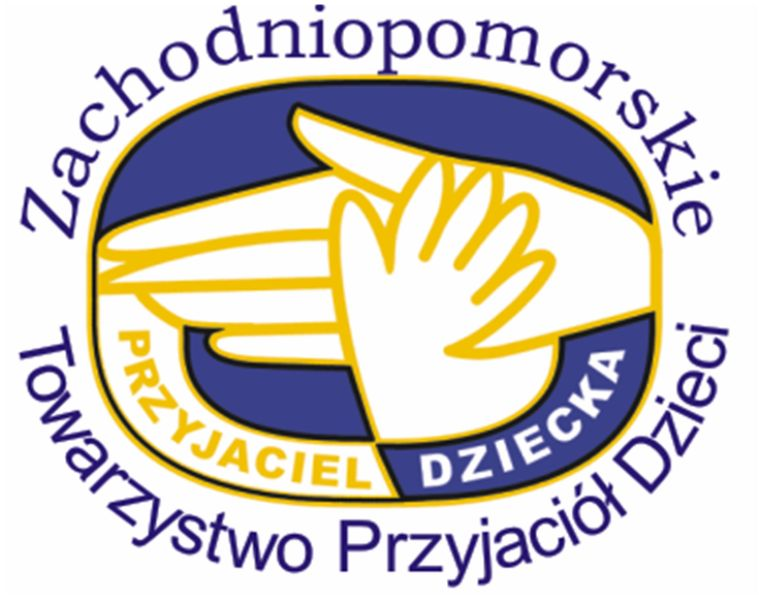 Zachodniopomorskie
PRZYJACIEL DZIECKA
Towarzystwo Przyjaciół Dzieci